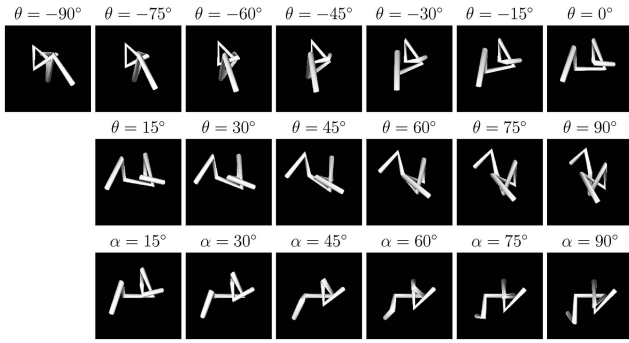 θ = −90° θ = −75° θ = −60° θ = −45° θ = −30° θ = −15° θ = 0°
θ = 15° θ = 30° θ = 45° θ = 60° θ = 75° θ = 90°
α = 15° α = 30° α = 45° α = 60° α = 75° α = 90°